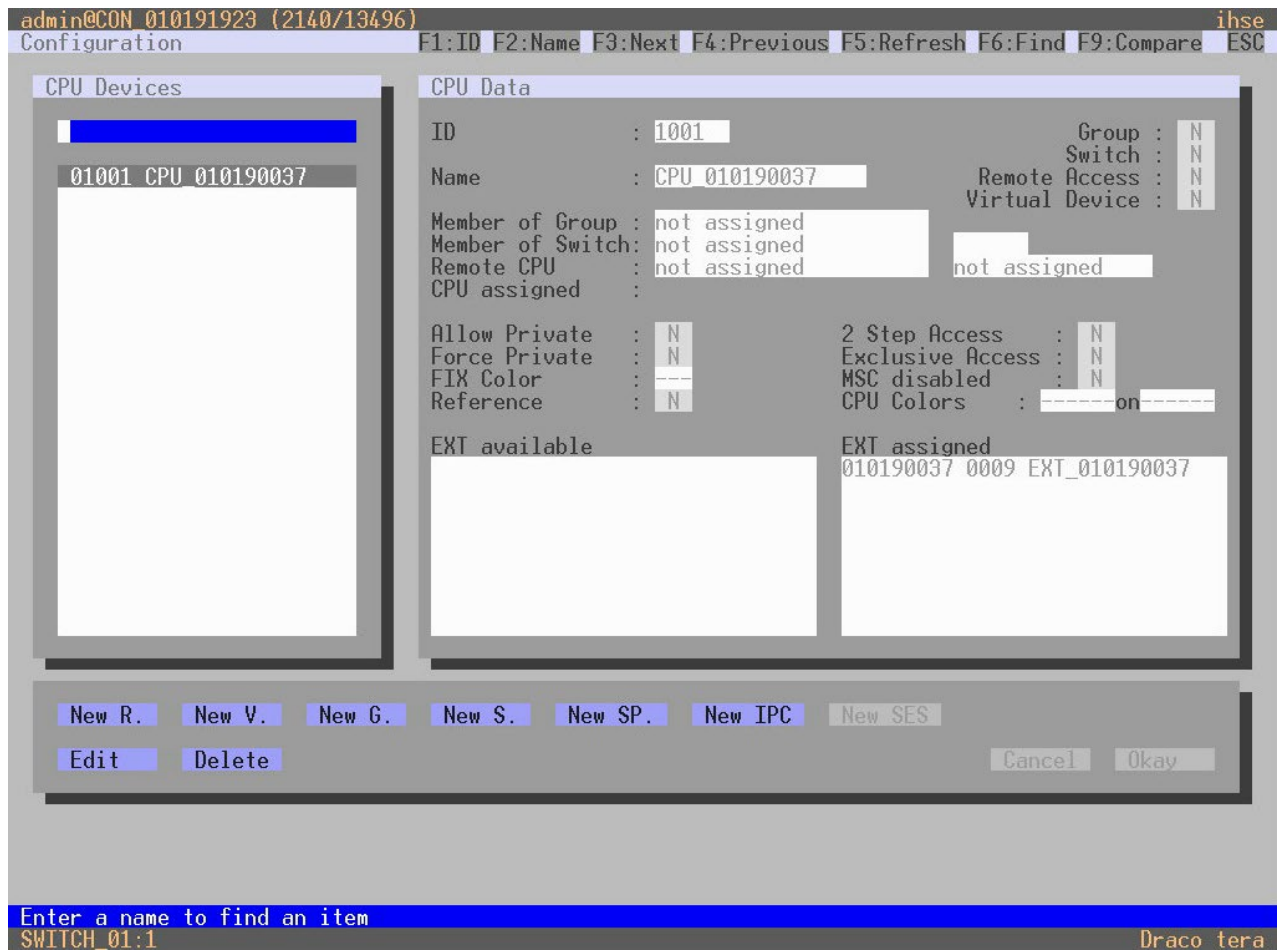 admin@CON_010191923 (2140/13496) ihse
Configuration F1:ID F2:Name F3:Next F4:Previous F5:Refresh F6:Find F9:Compare ESC
CPU Devices
01001 CPU_010190037
CPU Data
ID : 1001 Group : N
Switch : N
Name : CPU_010190037 Remote Access : N
Virtual Device : N
Member of Group : not assigned
Member of Switch: not assigned
Remote CPU : not assigned not assigned
CPU assigned :
Allow Private : N 2 Step Access : N
Force Private : N Exclusive Access : N
FIX Color : --- MSC disabled : N
Reference : N CPU Colors : ------on------
EXT available EXT assigned
010190037 0009 EXT_010190037
New R. New V. New G. New S. New SP. New IPC New SES
Edit Delete Cancel Okay
Enter a name to find an item
SWITCH_01:1 Draco tera